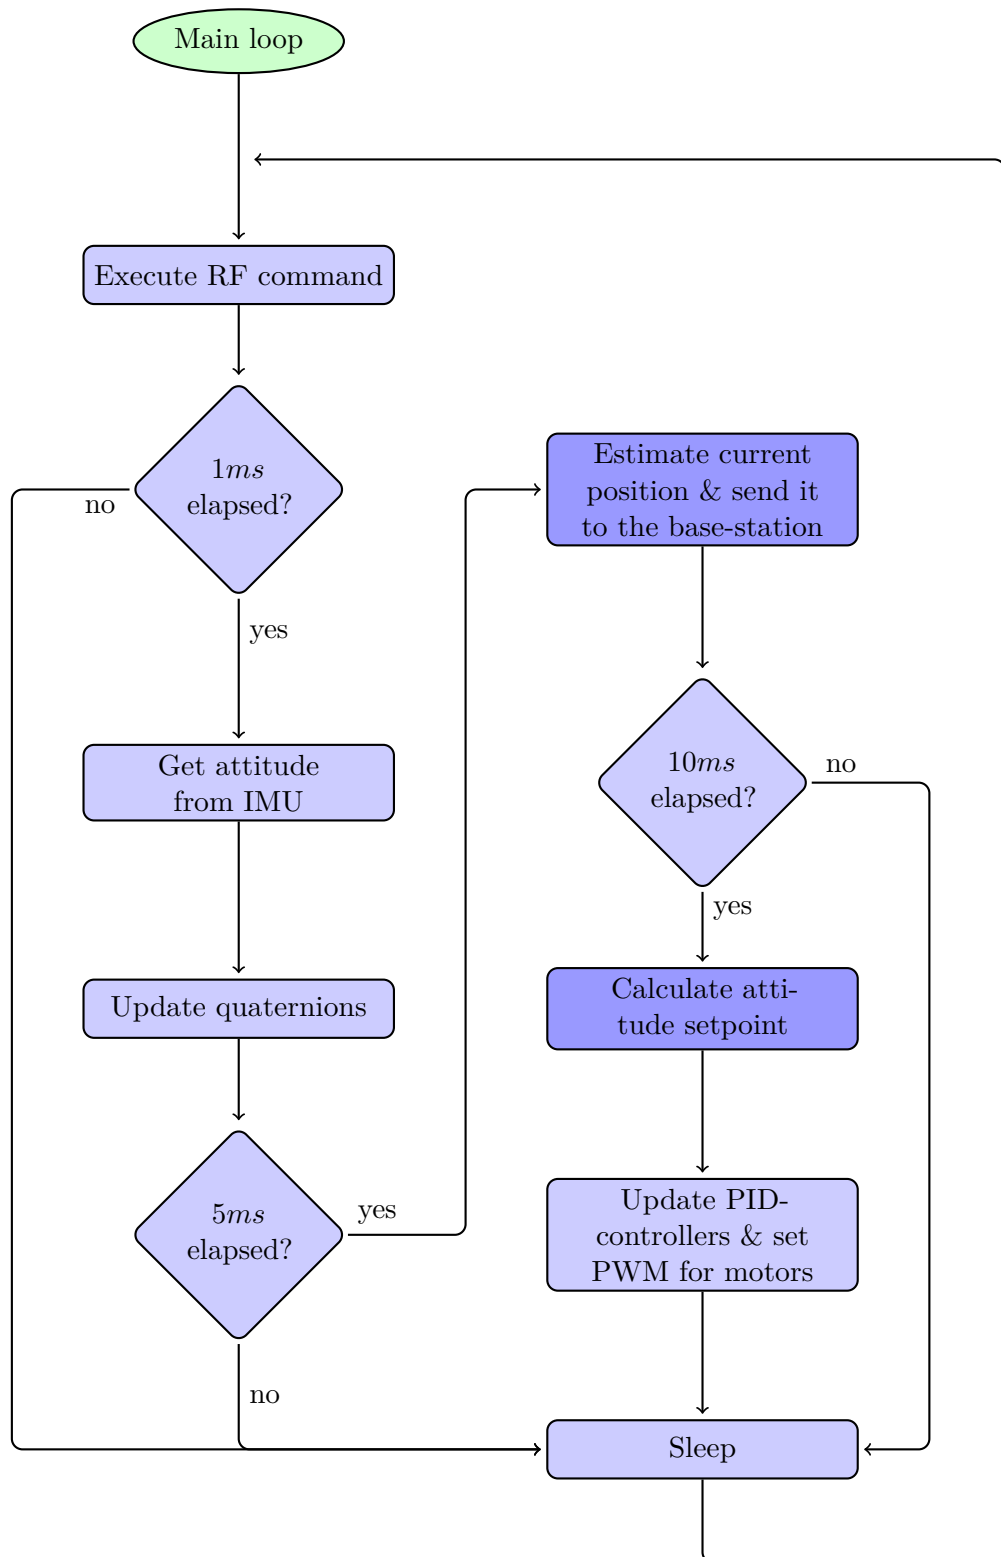 Main loop
Execute RF command
1ms
elapsed?
no
yes
Get attitude
from IMU
Update quaternions
5ms
elapsed?
yes
no
Estimate current
position & send it
to the base-station
10ms
elapsed?
no
yes
Calculate atti-
tude setpoint
Update PID-
controllers & set
PWM for motors
Sleep